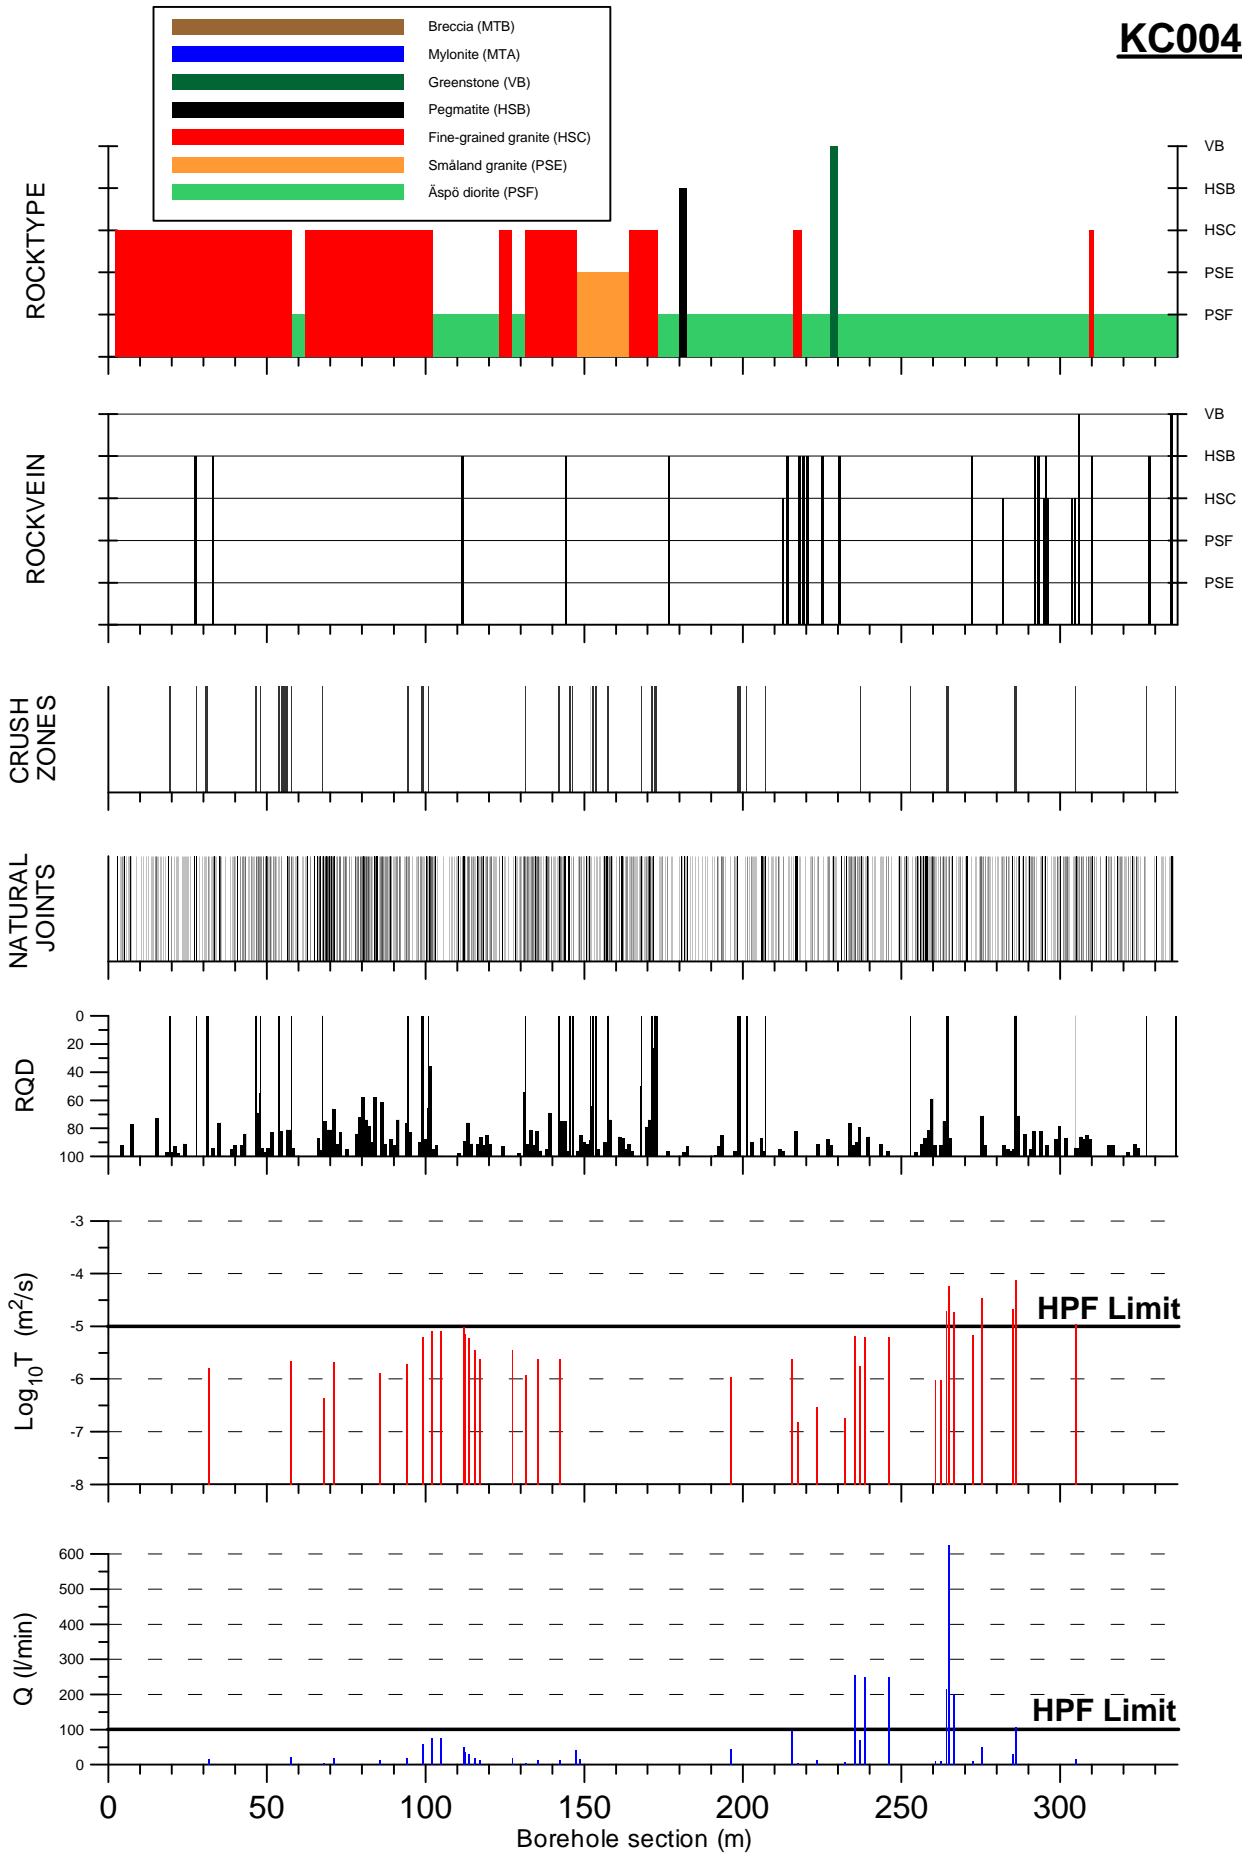 KC004
Breccia (MTB)
Mylonite (MTA)
Greenstone (VB)
Pegmatite (HSB)
Fine-grained granite (HSC)
Småland granite (PSE)
Äspö diorite (PSF)
ROCKTYPE
VB
HSB
HSC
PSE
PSF
ROCKVEIN
VB
HSB
HSC
PSF
PSE
CRUSH
ZONES
NATURAL
JOINTS
RQD
0
20
40
60
80
100
Log10T (m²/s)
-3
-4
-5
-6
-7
-8
HPF Limit
Q (l/min)
600
500
400
300
200
100
0
HPF Limit
0 50 100 150 200 250 300
Borehole section (m)